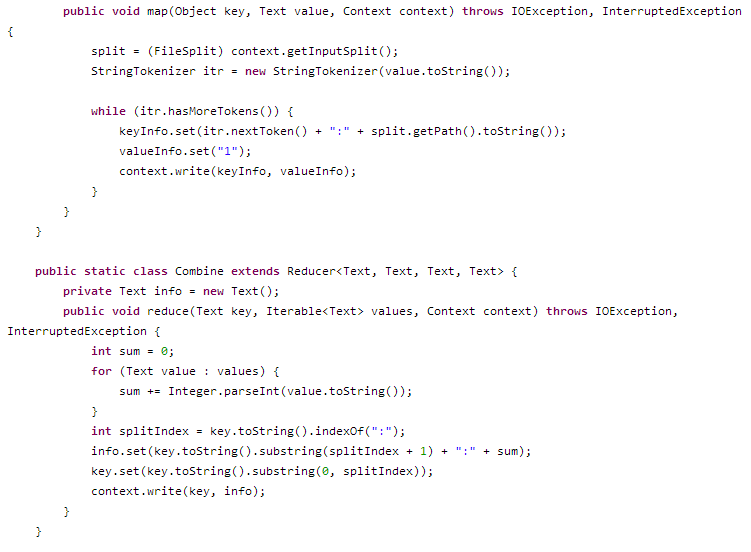 public void map(Object key, Text value, Context context) throws IOException, InterruptedException
{
split = (FileSplit) context.getInputSplit();
StringTokenizer itr = new StringTokenizer(value.toString());
while (itr.hasMoreTokens()) {
keyInfo.set(itr.nextToken() + ":" + split.getPath().toString());
valueInfo.set("1");
context.write(keyInfo, valueInfo);
}
}
}
public static class Combine extends Reducer<Text, Text, Text, Text> {
private Text info = new Text();
public void reduce(Text key, Iterable<Text> values, Context context) throws IOException,
InterruptedException {
int sum = 0;
for (Text value : values) {
sum += Integer.parseInt(value.toString());
}
int splitIndex = key.toString().indexOf(":");
info.set(key.toString().substring(splitIndex + 1) + ":" + sum);
key.set(key.toString().substring(0, splitIndex));
context.write(key, info);
}
}